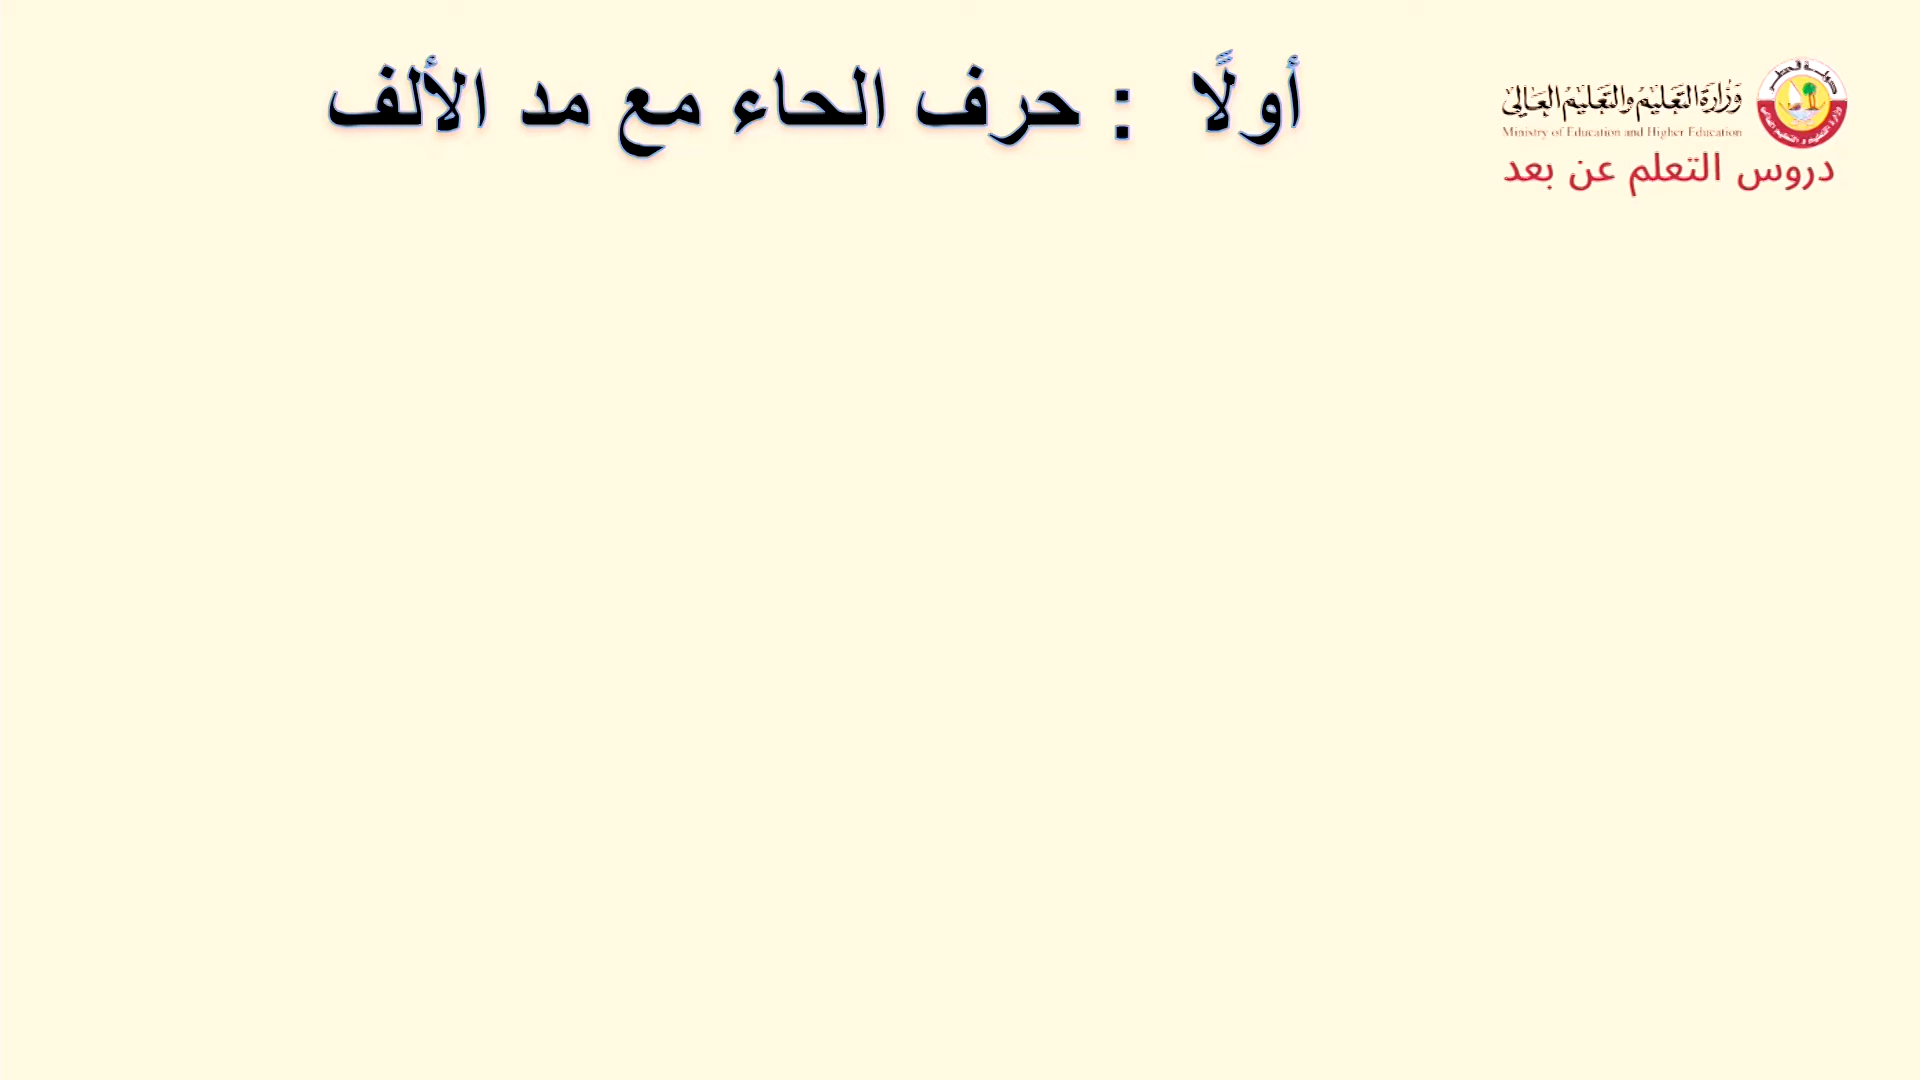 أولًا : حرف الحاء مع مد الألف
وزارة التعليم والتعليم العالي
Ministry of Education and Higher Education
دروس التعلم عن بعد